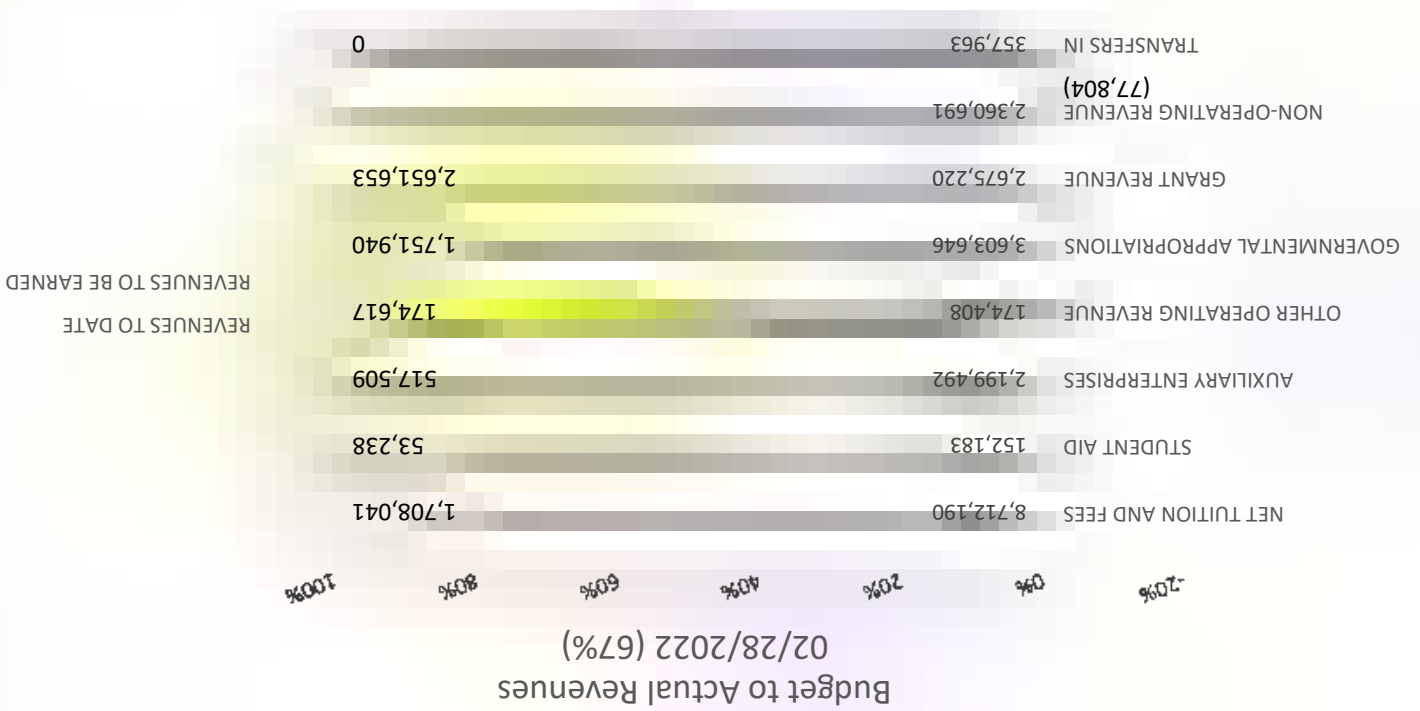 Budget to Actual Revenues
02/28/2022 (67%)
-20% 0% 20% 40% 60% 80% 100%
NET TUITION AND FEES 8,712,190 1,708,041
STUDENT AID 152,183 53,238
AUXILIARY ENTERPRISES 2,199,492 517,509
OTHER OPERATING REVENUE 174,408 174,617
REVENUES TO DATE
REVENUES TO BE EARNED
GOVERNMENTAL APPROPRIATIONS 3,603,646 1,751,940
GRANT REVENUE 2,675,220 2,651,653
NON-OPERATING REVENUE 2,360,691
(77,804)
TRANSFERS IN 357,963 0